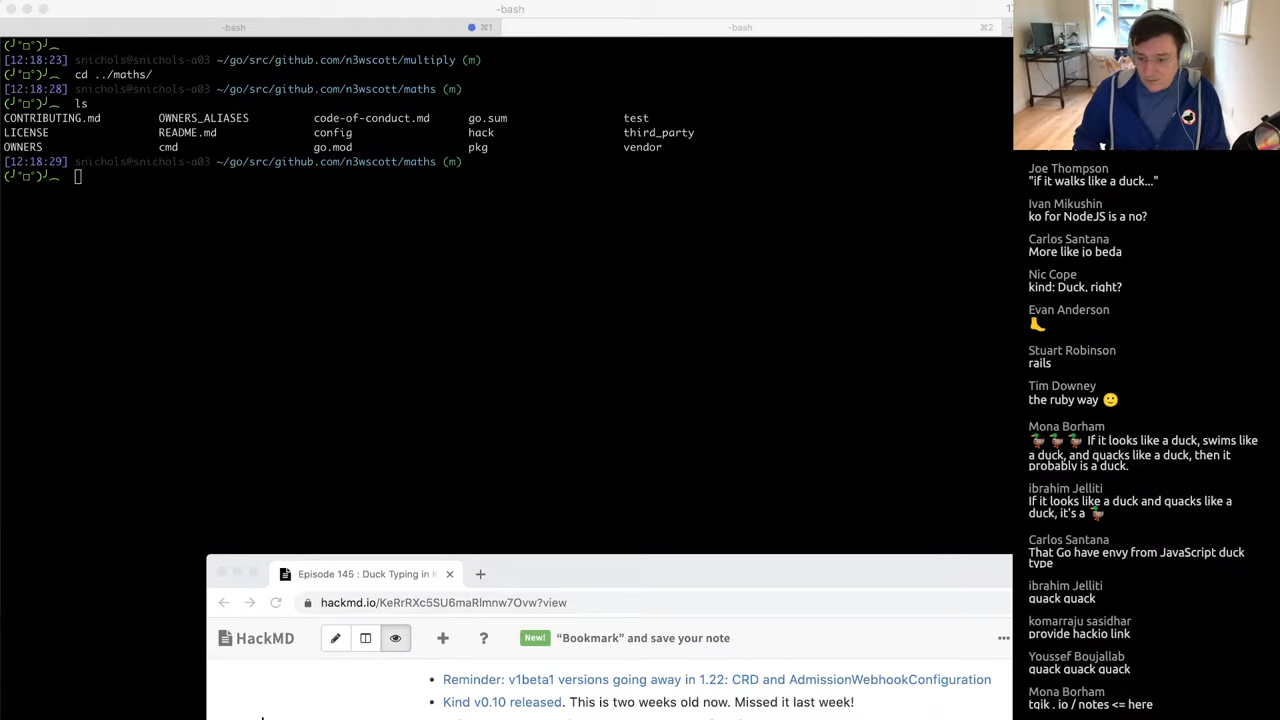 -bash
-bash
⌘1
-bash
⌘2
(╯°□°)╯︵
[12:18:23] snichols@snichols-a03 ~/go/src/github.com/n3wscott/multiply (m)
(╯°□°)╯︵ cd ../maths/
[12:18:28] snichols@snichols-a03 ~/go/src/github.com/n3wscott/maths (m)
(╯°□°)╯︵ ls
CONTRIBUTING.md OWNERS_ALIASES code-of-conduct.md go.sum test
LICENSE README.md config hack third_party
OWNERS cmd go.mod pkg vendor
[12:18:29] snichols@snichols-a03 ~/go/src/github.com/n3wscott/maths (m)
(╯°□°)╯︵
Episode 145 : Duck Typing in K
hackmd.io/KeRrRXc5SU6maRlmnw7Ovw?view
HackMD
New! “Bookmark” and save your note
Reminder: v1beta1 versions going away in 1.22: CRD and AdmissionWebhookConfiguration
Kind v0.10 released. This is two weeks old now. Missed it last week!
Joe Thompson
"if it walks like a duck..."
Ivan Mikushin
ko for NodeJS is a no?
Carlos Santana
More like jo beda
Nic Cope
kind: Duck, right?
Evan Anderson
🦶
Stuart Robinson
rails
Tim Downey
the ruby way 🙂
Mona Borham
🦆 🦆 🦆 If it looks like a duck, swims like
a duck, and quacks like a duck, then it
probably is a duck.
ibrahim Jelliti
If it looks like a duck and quacks like a
duck, it's a 🦆
Carlos Santana
That Go have envy from JavaScript duck
type
ibrahim Jelliti
quack quack
komarraju sasidhar
provide hackio link
Youssef Boujallab
quack quack quack
Mona Borham
tgik . io / notes <= here